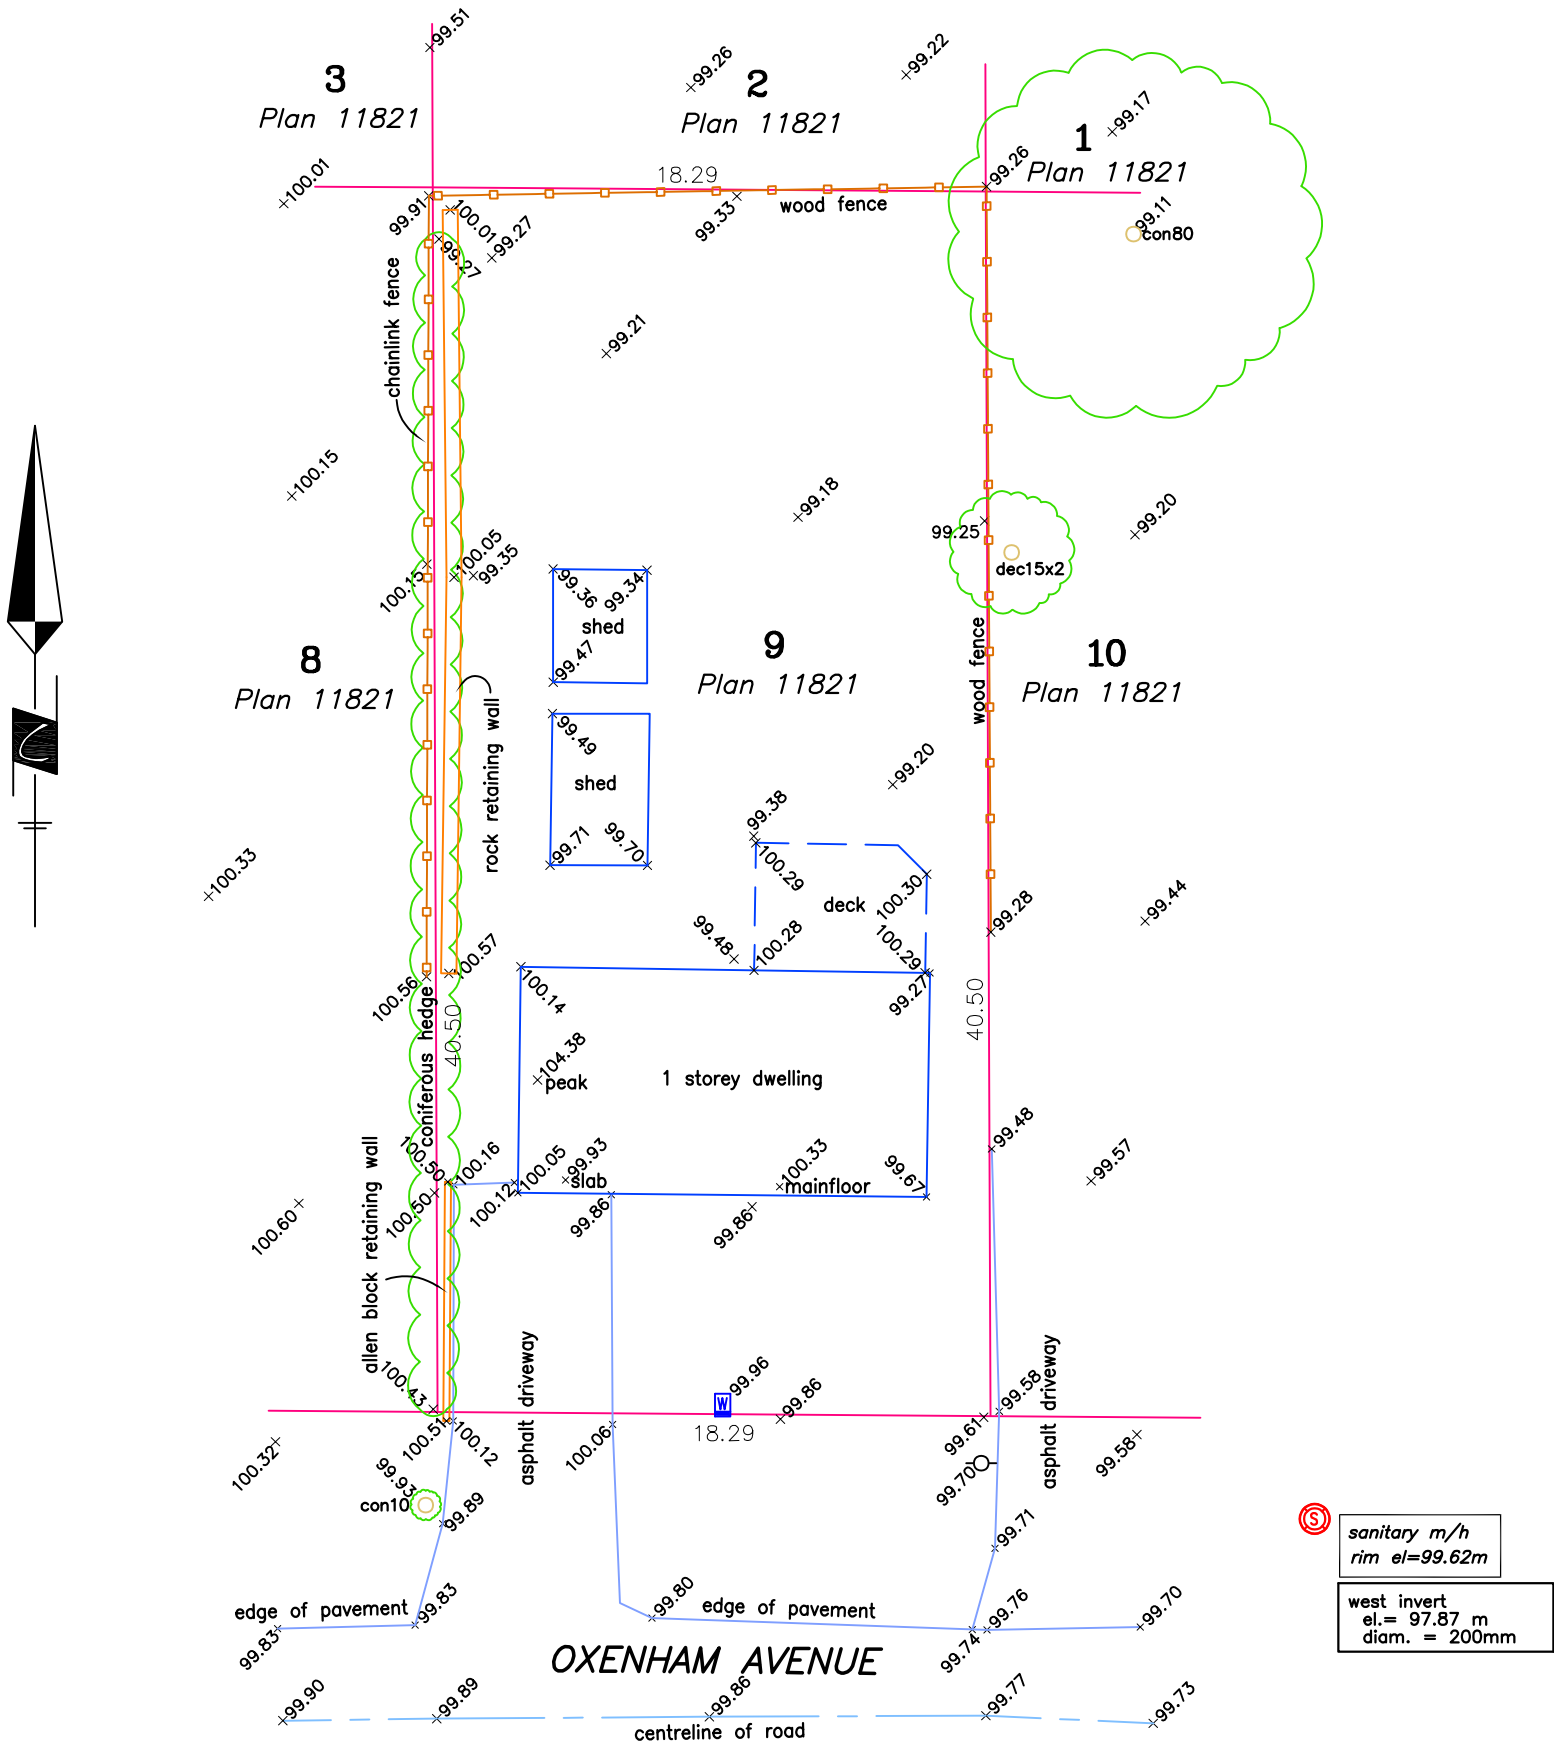 99.51
99.26
99.22
3
Plan 11821
2
Plan 11821
99.17
1
Plan 11821
100.01
18.29
99.26
wood fence
99.91
100.01
99.27
99.27
99.33
99.11
con80
chainlink fence
99.21
100.15
99.18
99.20
99.25
100.15
100.05
99.35
99.36
99.34
dec15x2
shed
99.47
wood fence
8
Plan 11821
9
Plan 11821
10
Plan 11821
rock retaining wall
99.49
shed
99.71
99.70
99.20
99.38
100.29
100.30
deck
100.33
99.28
99.44
99.48
100.28
100.29
99.27
100.57
100.56
100.14
coniferous hedge
40.50
40.50
104.38
peak
1 storey dwelling
99.48
99.57
100.50
100.16
100.50
100.12
100.05
99.93
slab
100.33
mainfloor
99.67
99.86
99.86
100.60
allen block retaining wall
100.43
100.51
100.12
asphalt driveway
100.06
W
99.96
99.86
18.29
99.58
99.61
asphalt driveway
99.58
100.32
99.93
con10
99.89
99.70
99.71
S
sanitary m/h
rim el=99.62m
west invert
el.= 97.87 m
diam. = 200mm
edge of pavement
99.83
99.83
99.80
edge of pavement
99.76
99.74
99.70
OXENHAM AVENUE
99.90
99.89
99.86
99.77
99.73
centreline of road